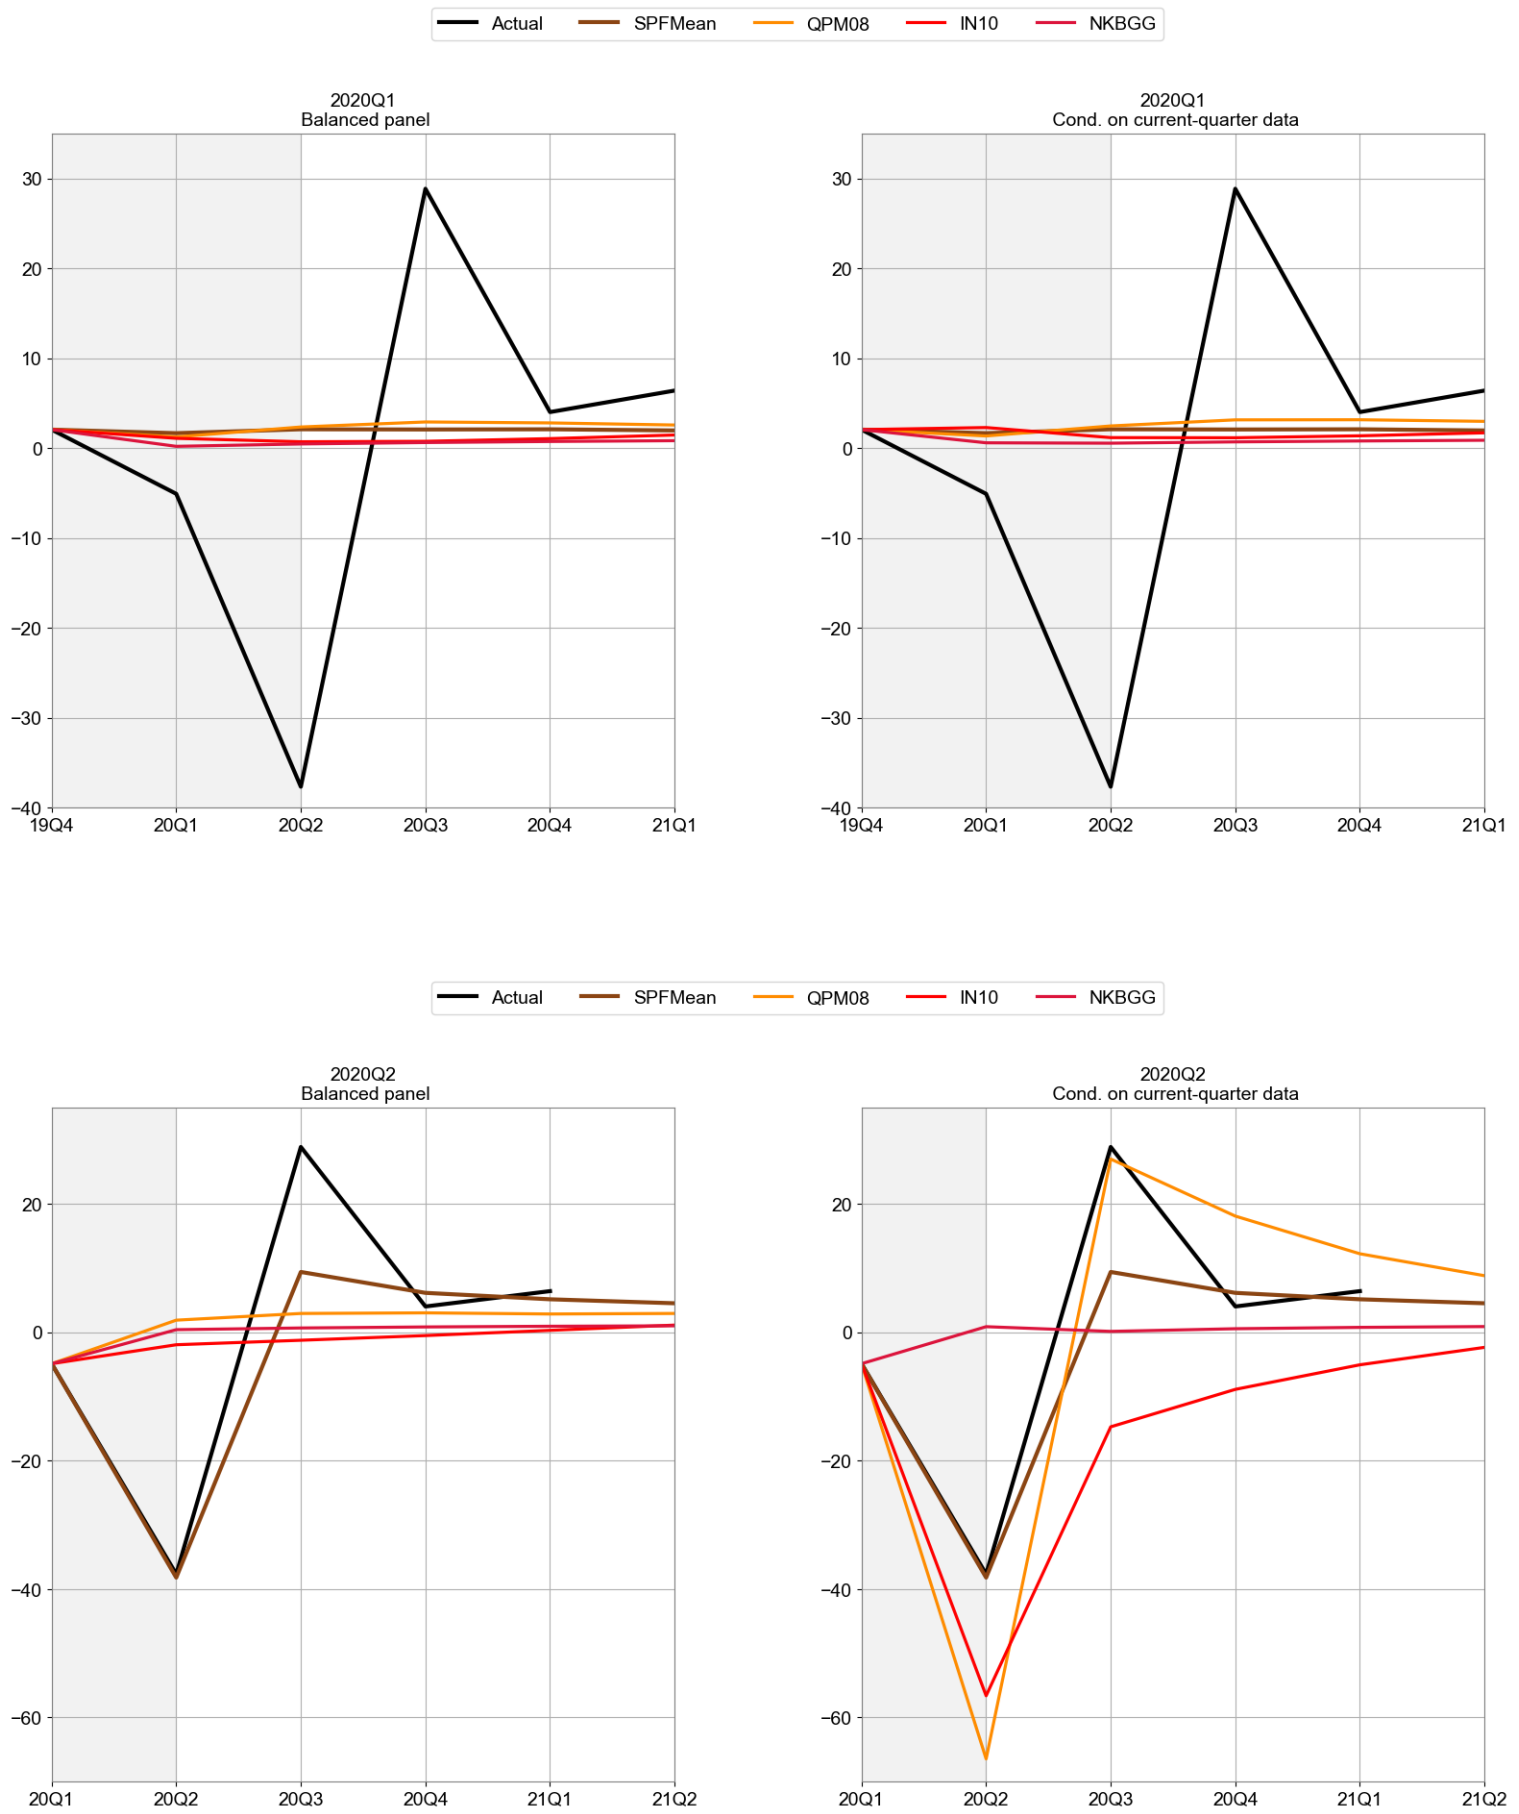 Actual SPFMean QPM08 IN10 NKBGG
2020Q1
Balanced panel
30
20
10
0
−10
−20
−30
−40
19Q4 20Q1 20Q2 20Q3 20Q4 21Q1
2020Q1
Cond. on current-quarter data
30
20
10
0
−10
−20
−30
−40
19Q4 20Q1 20Q2 20Q3 20Q4 21Q1
Actual SPFMean QPM08 IN10 NKBGG
2020Q2
Balanced panel
20
0
−20
−40
−60
20Q1 20Q2 20Q3 20Q4 21Q1 21Q2
2020Q2
Cond. on current-quarter data
20
0
−20
−40
−60
20Q1 20Q2 20Q3 20Q4 21Q1 21Q2